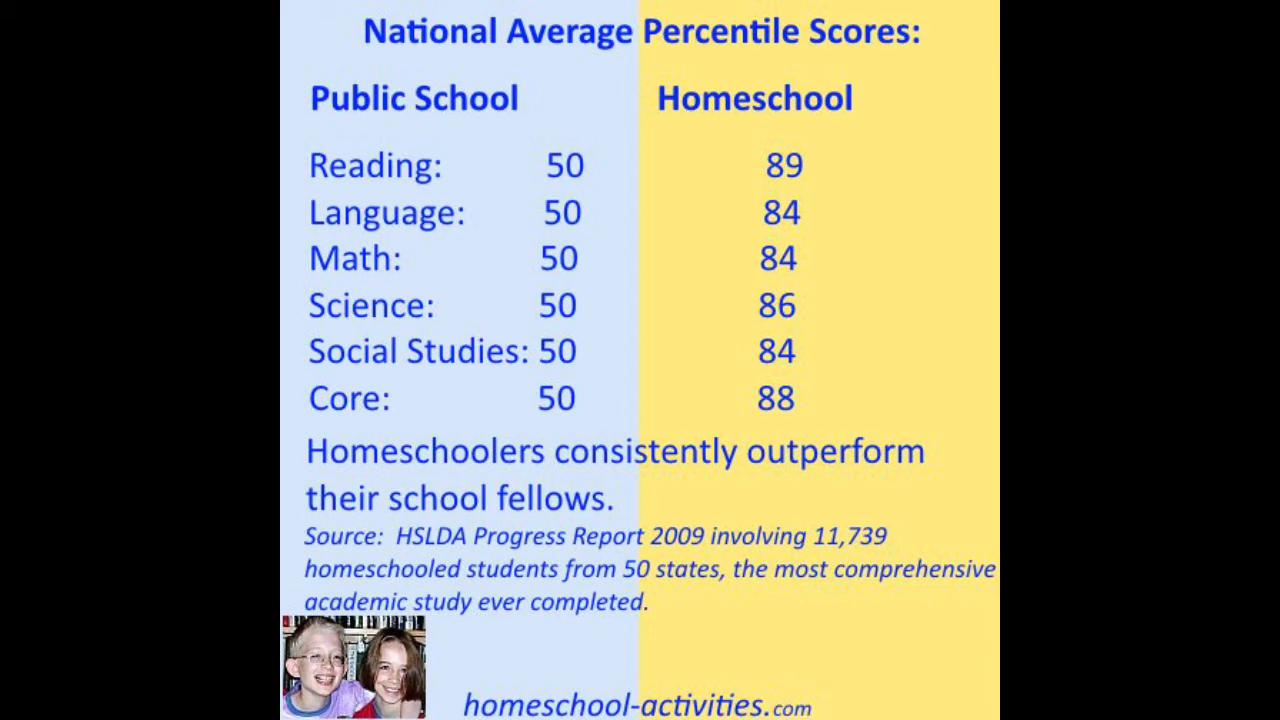 National Average Percentile Scores:
Public School Homeschool
Reading: 50 89
Language: 50 84
Math: 50 84
Science: 50 86
Social Studies: 50 84
Core: 50 88
Homeschoolers consistently outperform
their school fellows.
Source: HSLDA Progress Report 2009 involving 11,739
homeschooled students from 50 states, the most comprehensive
academic study ever completed.
homeschool-activities.com